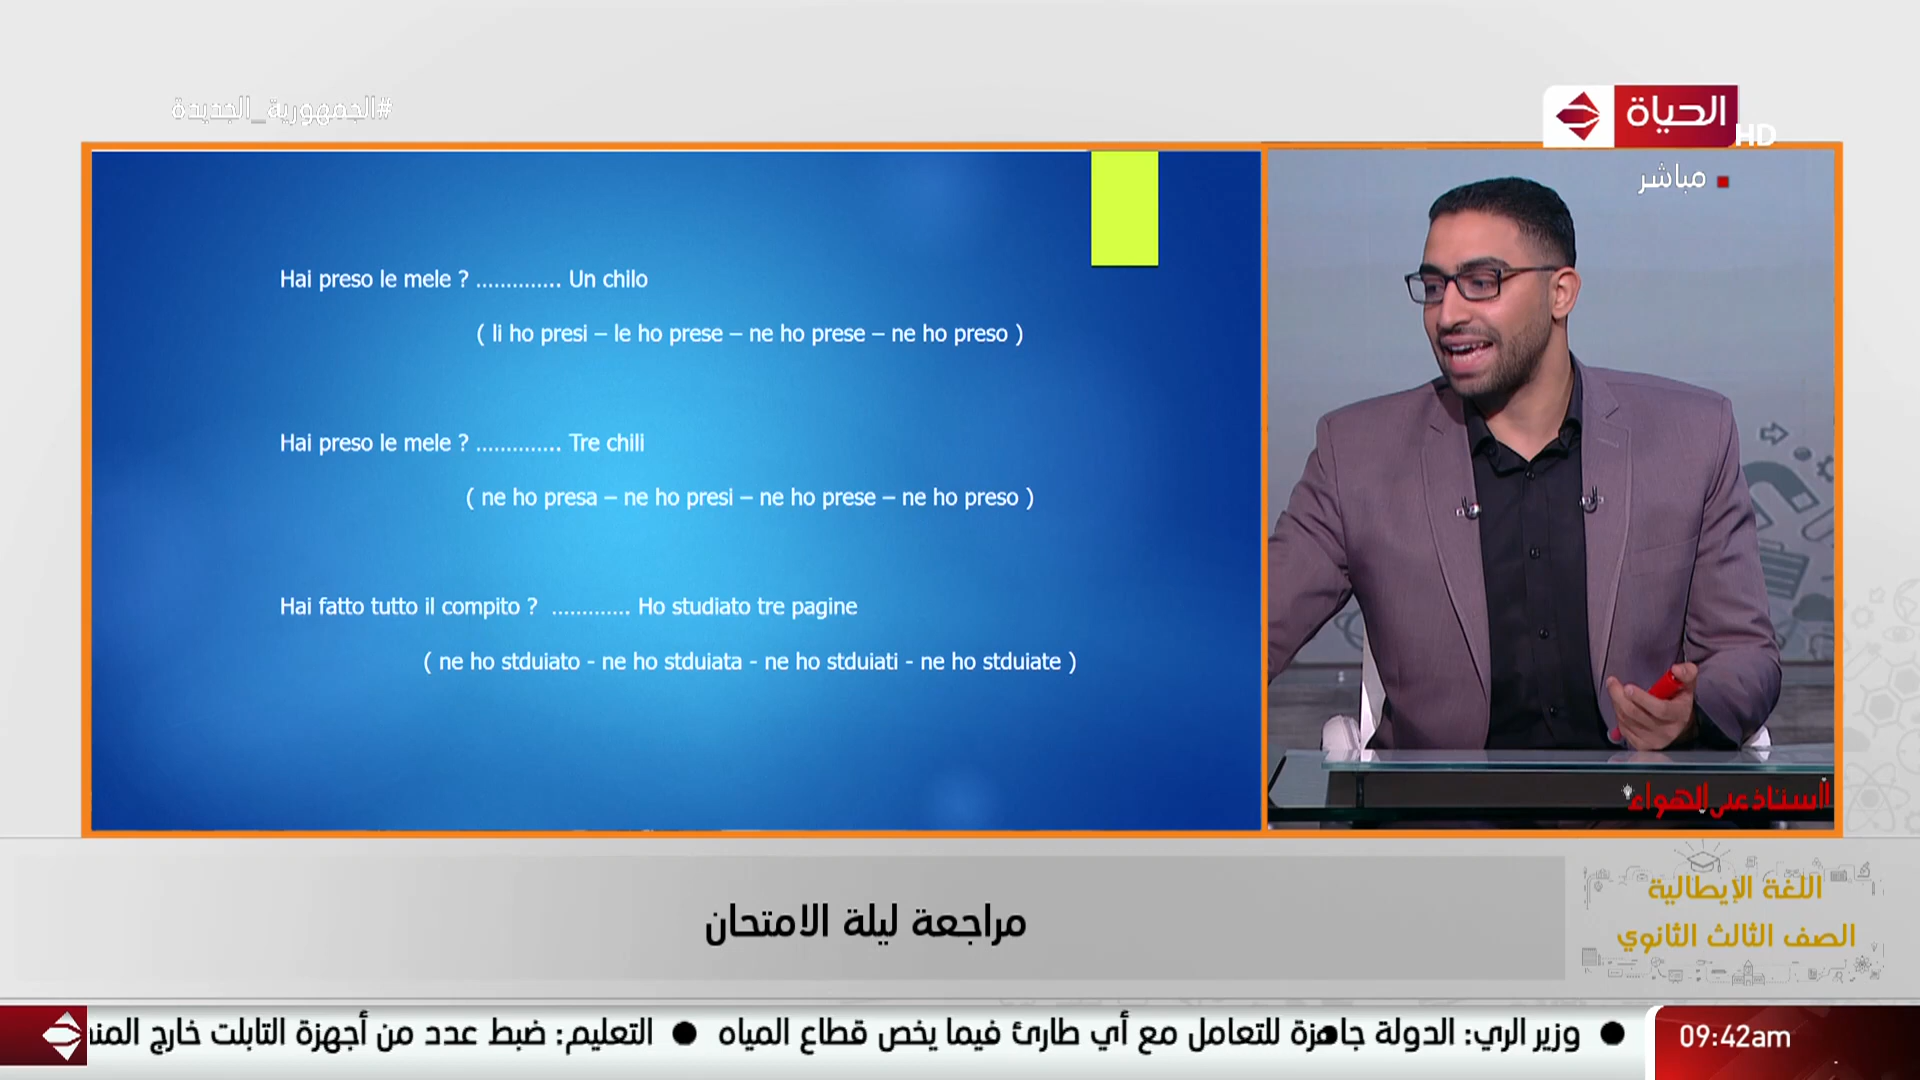 #الجمهورية_الجديدة
الحياة
HD
مباشر
Hai preso le mele ? .............. Un chilo
( li ho presi – le ho prese – ne ho prese – ne ho preso )
Hai preso le mele ? .............. Tre chili
( ne ho presa – ne ho presi – ne ho prese – ne ho preso )
Hai fatto tutto il compito ? ............. Ho studiato tre pagine
( ne ho stduiato - ne ho stduiata - ne ho stduiati - ne ho stduiate )
أستاذ على الهواء
اللغة الإيطالية
الصف الثالث الثانوي
مراجعة ليلة الامتحان
09:42am
● وزير الري: الدولة جاهزة للتعامل مع أي طارئ فيما يخص قطاع المياه ● التعليم: ضبط عدد من أجهزة التابلت خارج